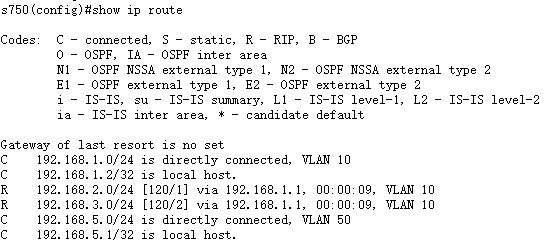 s750(config)#show ip route
Codes: C - connected, S - static, R - RIP, B - BGP
O - OSPF, IA - OSPF inter area
N1 - OSPF NSSA external type 1, N2 - OSPF NSSA external type 2
E1 - OSPF external type 1, E2 - OSPF external type 2
i - IS-IS, su - IS-IS summary, L1 - IS-IS level-1, L2 - IS-IS level-2
ia - IS-IS inter area, * - candidate default
Gateway of last resort is no set
C 192.168.1.0/24 is directly connected, VLAN 10
C 192.168.1.2/32 is local host.
R 192.168.2.0/24 [120/1] via 192.168.1.1, 00:00:09, VLAN 10
R 192.168.3.0/24 [120/2] via 192.168.1.1, 00:00:09, VLAN 10
C 192.168.5.0/24 is directly connected, VLAN 50
C 192.168.5.1/32 is local host.